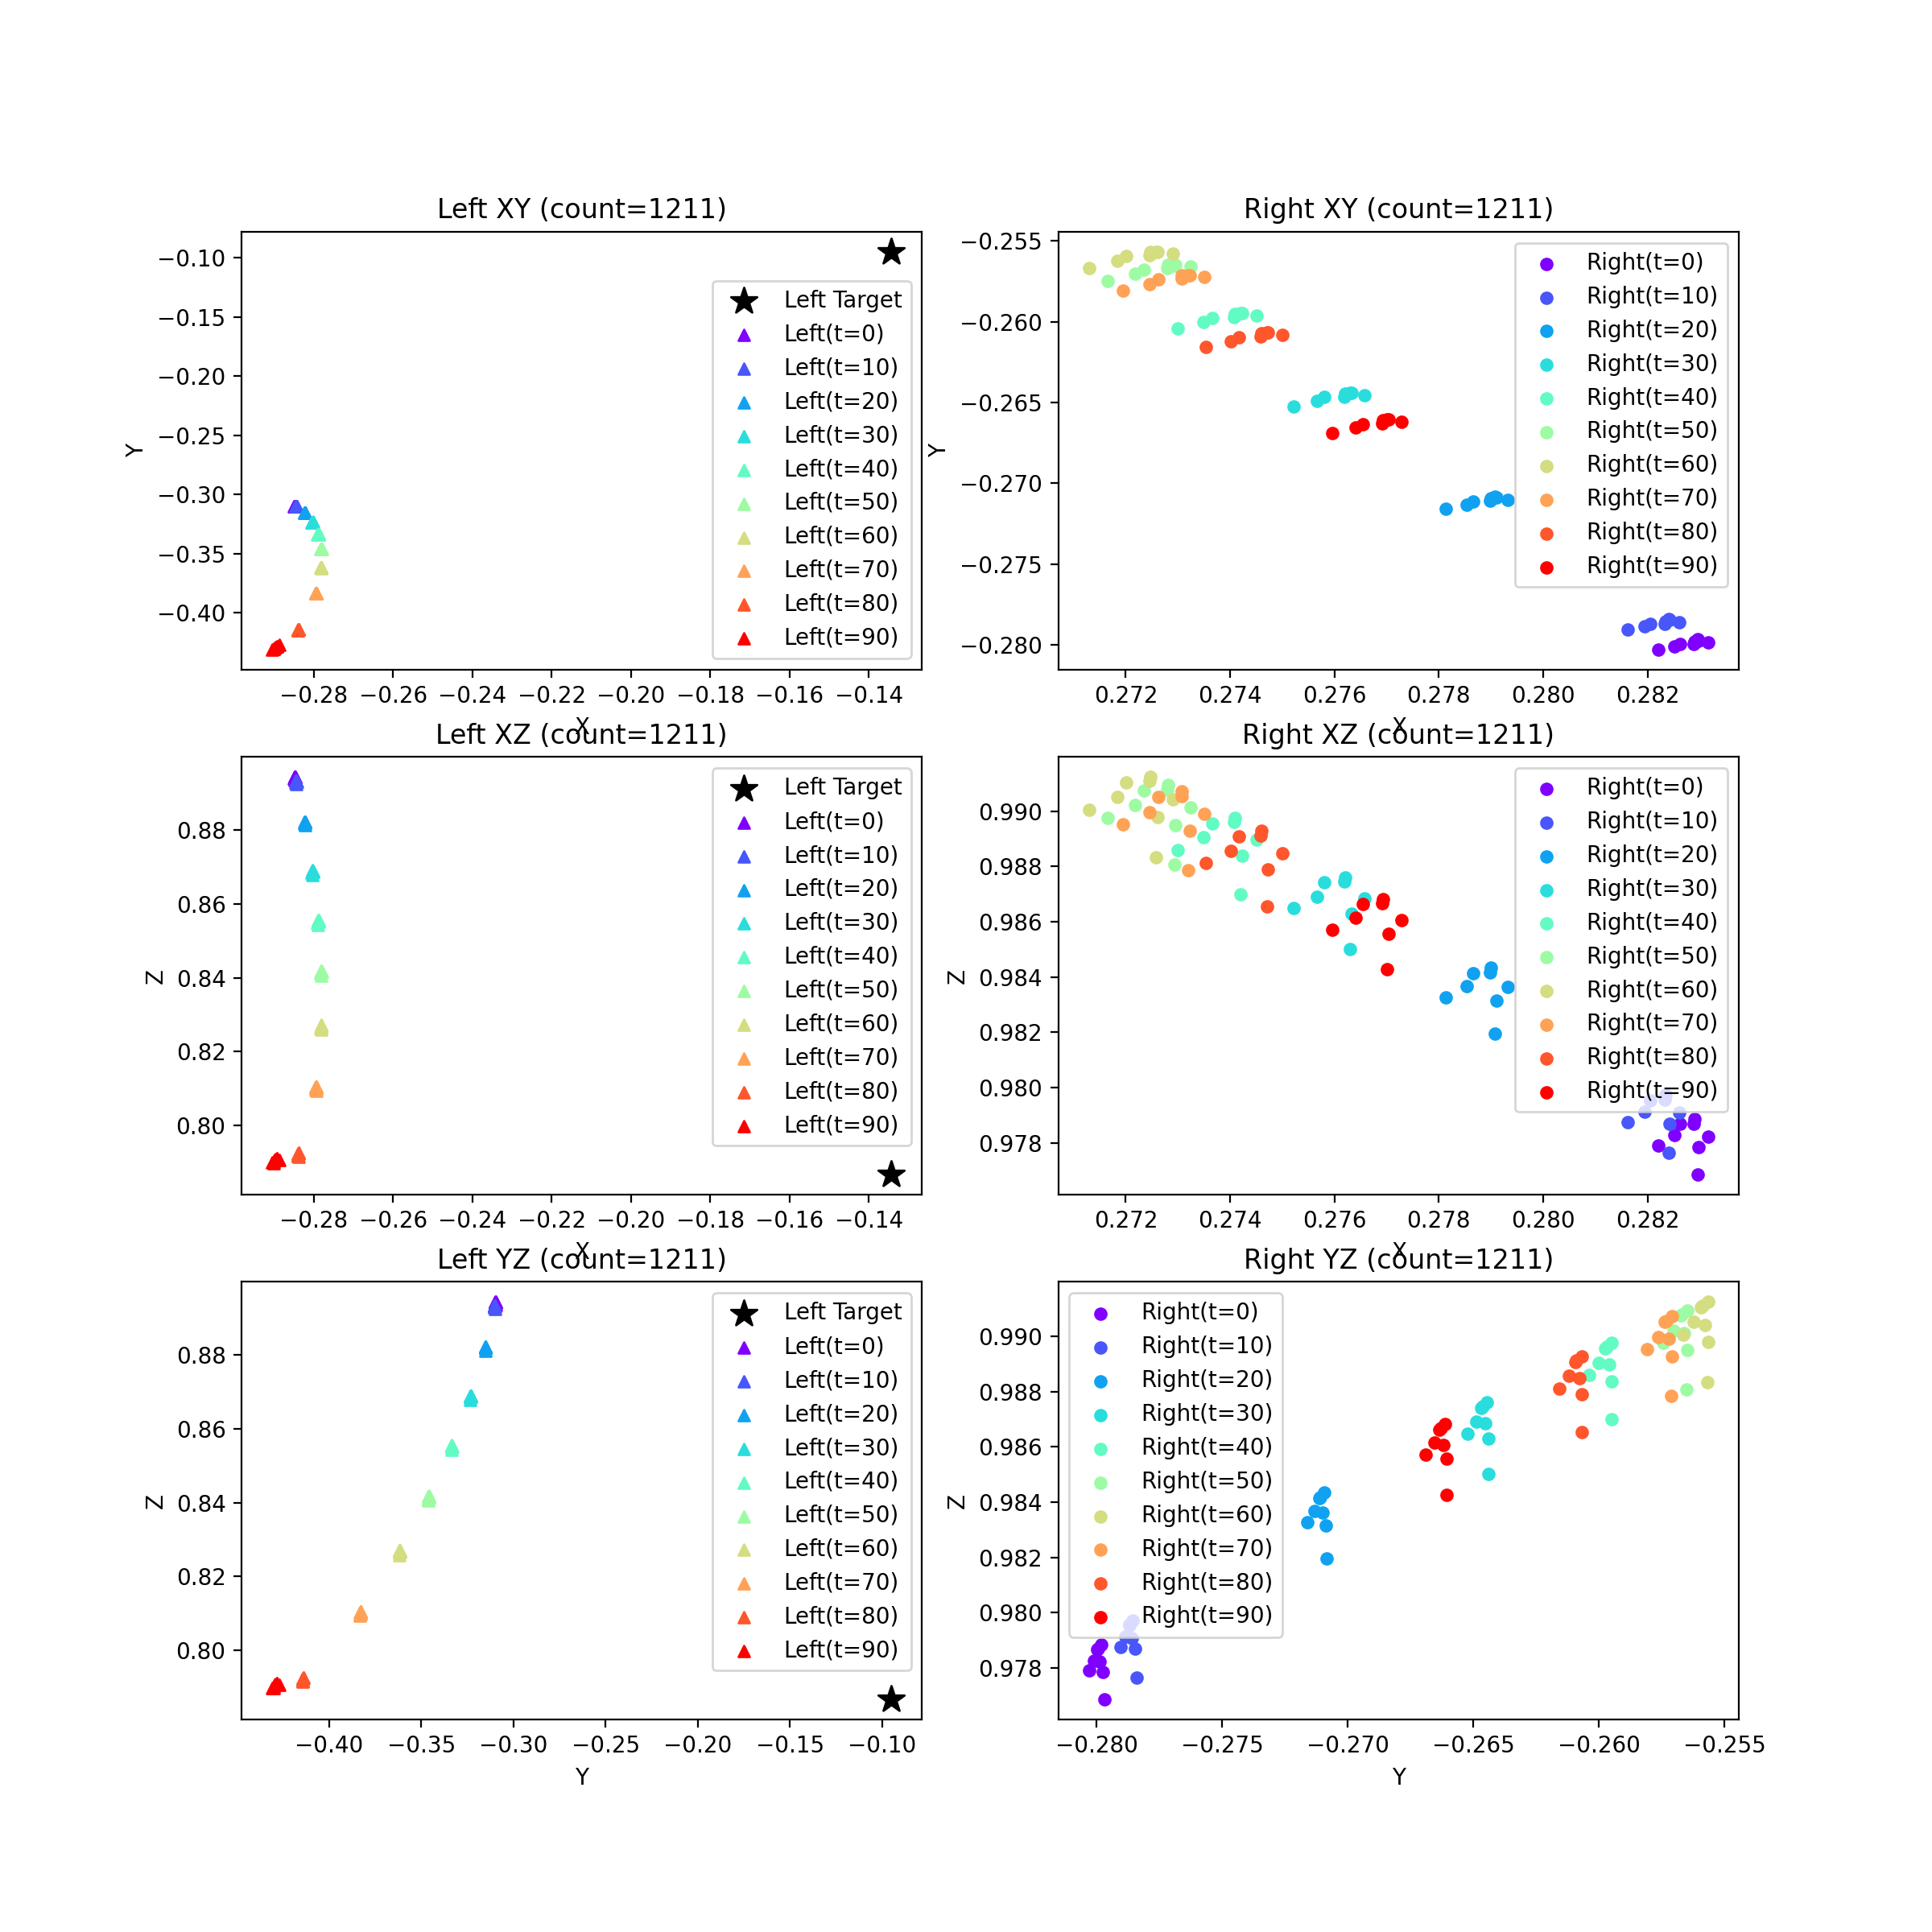 Left XY (count=1211)
−0.10
−0.15
−0.20
−0.25
−0.30
−0.35
−0.40
Y
Left Target
Left(t=0)
Left(t=10)
Left(t=20)
Left(t=30)
Left(t=40)
Left(t=50)
Left(t=60)
Left(t=70)
Left(t=80)
Left(t=90)
−0.28 −0.26 −0.24 −0.22 −0.20 −0.18 −0.16 −0.14
X
Right XY (count=1211)
−0.255
−0.260
−0.265
−0.270
−0.275
−0.280
Y
Right(t=0)
Right(t=10)
Right(t=20)
Right(t=30)
Right(t=40)
Right(t=50)
Right(t=60)
Right(t=70)
Right(t=80)
Right(t=90)
0.272 0.274 0.276 0.278 0.280 0.282
X
Left XZ (count=1211)
0.88
0.86
0.84
0.82
0.80
Z
Left Target
Left(t=0)
Left(t=10)
Left(t=20)
Left(t=30)
Left(t=40)
Left(t=50)
Left(t=60)
Left(t=70)
Left(t=80)
Left(t=90)
−0.28 −0.26 −0.24 −0.22 −0.20 −0.18 −0.16 −0.14
X
Right XZ (count=1211)
0.990
0.988
0.986
0.984
0.982
0.980
0.978
Z
Right(t=0)
Right(t=10)
Right(t=20)
Right(t=30)
Right(t=40)
Right(t=50)
Right(t=60)
Right(t=70)
Right(t=80)
Right(t=90)
0.272 0.274 0.276 0.278 0.280 0.282
X
Left YZ (count=1211)
0.88
0.86
0.84
0.82
0.80
Z
Left Target
Left(t=0)
Left(t=10)
Left(t=20)
Left(t=30)
Left(t=40)
Left(t=50)
Left(t=60)
Left(t=70)
Left(t=80)
Left(t=90)
−0.40 −0.35 −0.30 −0.25 −0.20 −0.15 −0.10
Y
Right YZ (count=1211)
0.990
0.988
0.986
0.984
0.982
0.980
0.978
Z
Right(t=0)
Right(t=10)
Right(t=20)
Right(t=30)
Right(t=40)
Right(t=50)
Right(t=60)
Right(t=70)
Right(t=80)
Right(t=90)
−0.280 −0.275 −0.270 −0.265 −0.260 −0.255
Y